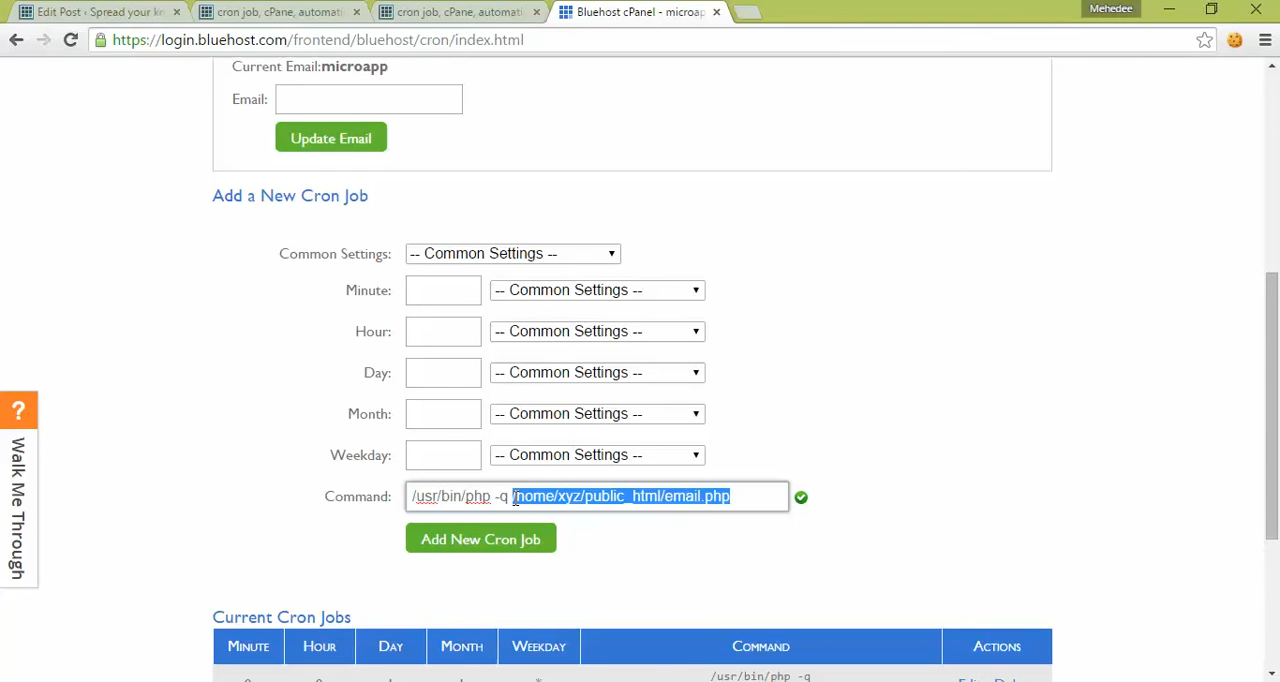 Edit Post ‹ Spread your kn
cron job, cPane, automati
cron job, cPane, automati
Bluehost cPanel - microap
Mehedee
https://login.bluehost.com/frontend/bluehost/cron/index.html
Current Email:microapp
Email:
Update Email
Add a New Cron Job
Common Settings: -- Common Settings --
Minute: -- Common Settings --
Hour: -- Common Settings --
Day: -- Common Settings --
Month: -- Common Settings --
Weekday: -- Common Settings --
Command: /usr/bin/php -q /home/xyz/public_html/email.php
Add New Cron Job
? Walk Me Through
Current Cron Jobs
Minute Hour Day Month Weekday Command Actions
/usr/bin/php -q